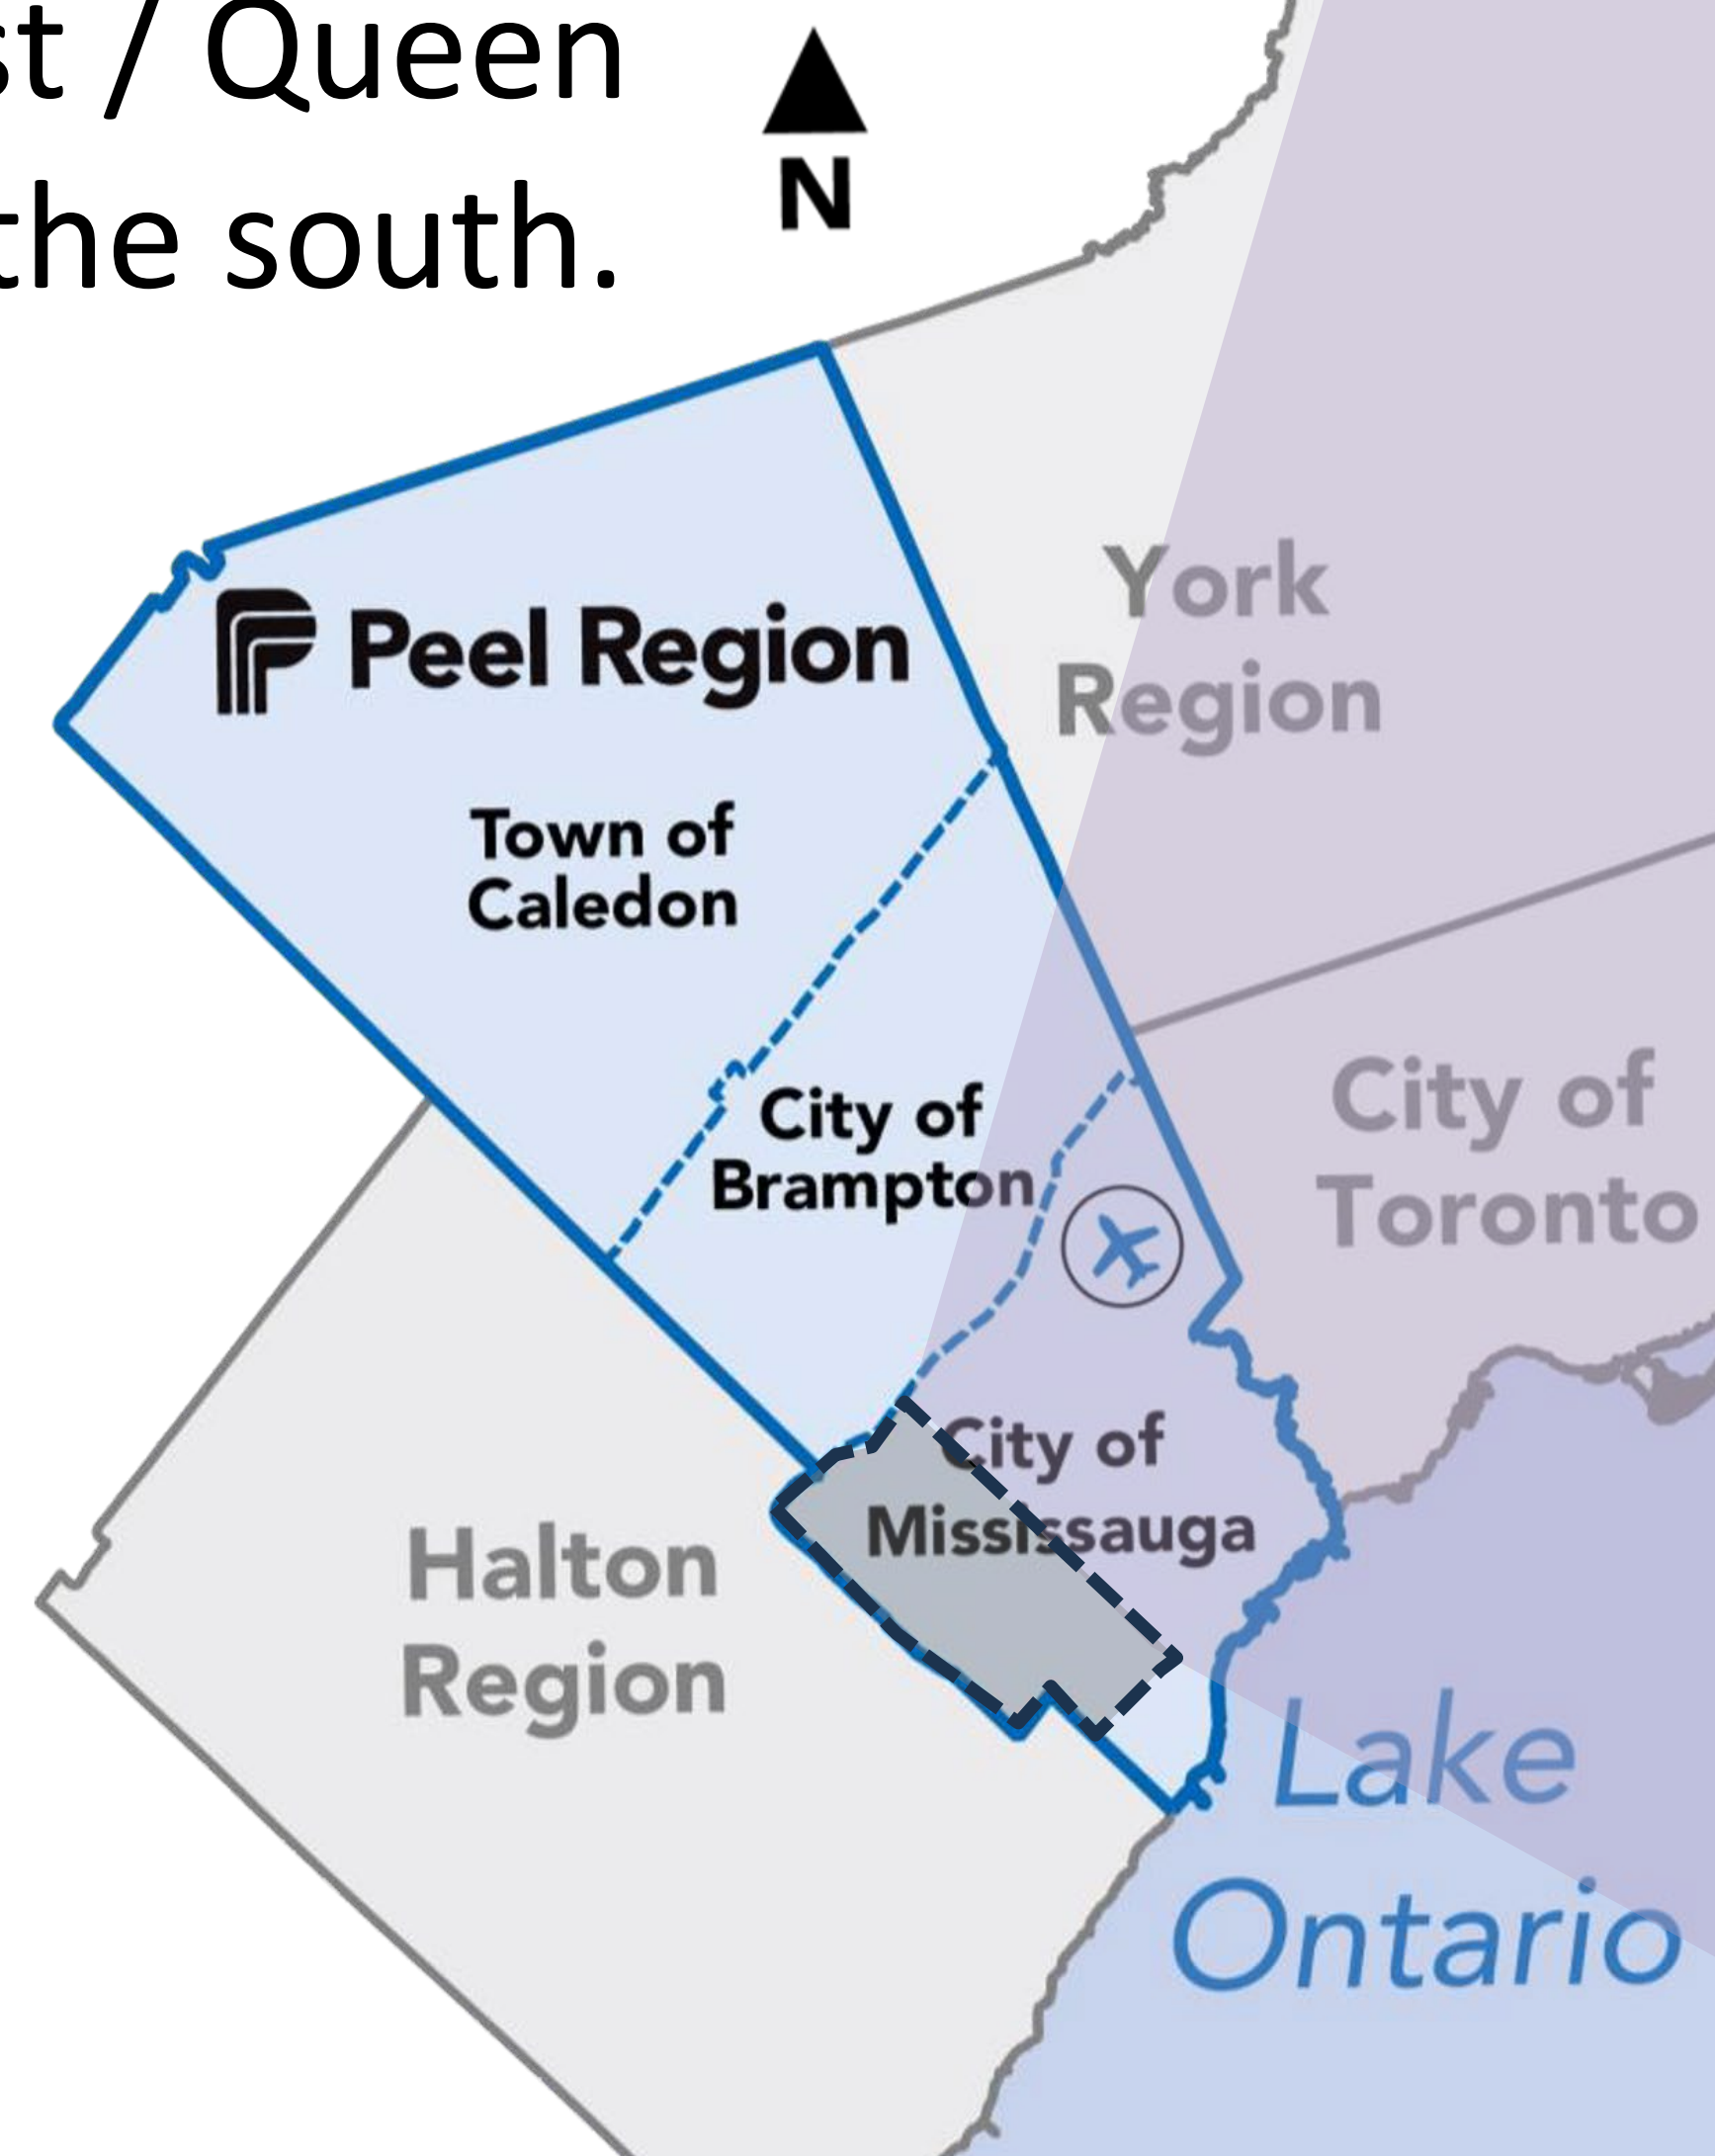 st / Queen
the south.
N
Peel Region
York
Region
Town of
Caledon
City of
Brampton
City of
Toronto
City of
Mississauga
Halton
Region
Lake
Ontario